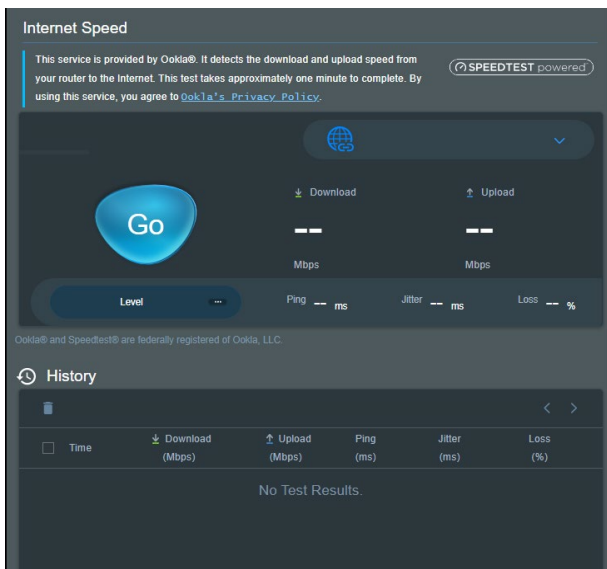 Internet Speed
This service is provided by Ookla®. It detects the download and upload speed from
your router to the Internet. This test takes approximately one minute to complete. By
using this service, you agree to Ookla's Privacy Policy.
SPEEDTEST powered
Go
Download
Upload
-- --
Mbps Mbps
Level ...
Ping -- ms Jitter -- ms Loss -- %
Ookla® and Speedtest® are federally registered of Ookla, LLC.
History
Time Download (Mbps) Upload (Mbps) Ping (ms) Jitter (ms) Loss (%)
No Test Results.